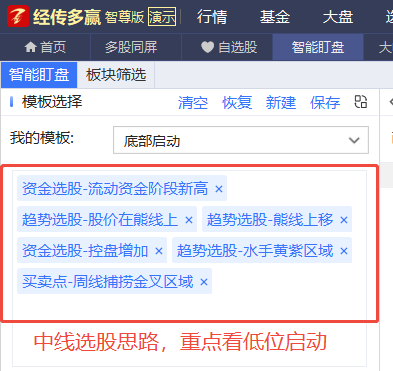 经传多赢 智尊版 演示 行情 基金 大盘
首页 多股同屏 自选股 智能盯盘 大
智能盯盘 板块筛选
模板选择 清空 恢复 新建 保存
我的模板: 底部启动
资金选股-流动资金阶段新高 ×
趋势选股-股价在熊线上 × 趋势选股-熊线上移 ×
资金选股-控盘增加 × 趋势选股-水手黄紫区域 ×
买卖点-周线捕捞金叉区域 ×
中线选股思路，重点看低位启动